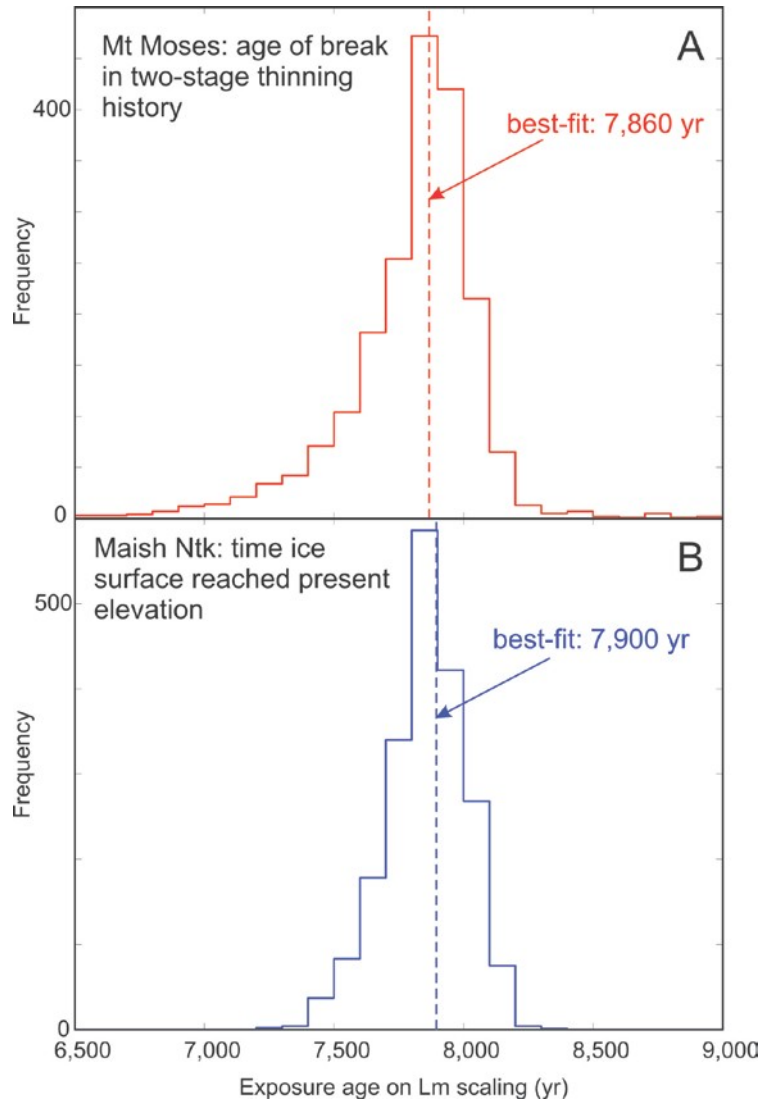 Mt Moses: age of break
in two-stage thinning
history
A
best-fit: 7,860 yr
400
Frequency
0
Maish Ntk: time ice
surface reached present
elevation
B
best-fit: 7,900 yr
500
Frequency
0
6,500 7,000 7,500 8,000 8,500 9,000
Exposure age on Lm scaling (yr)